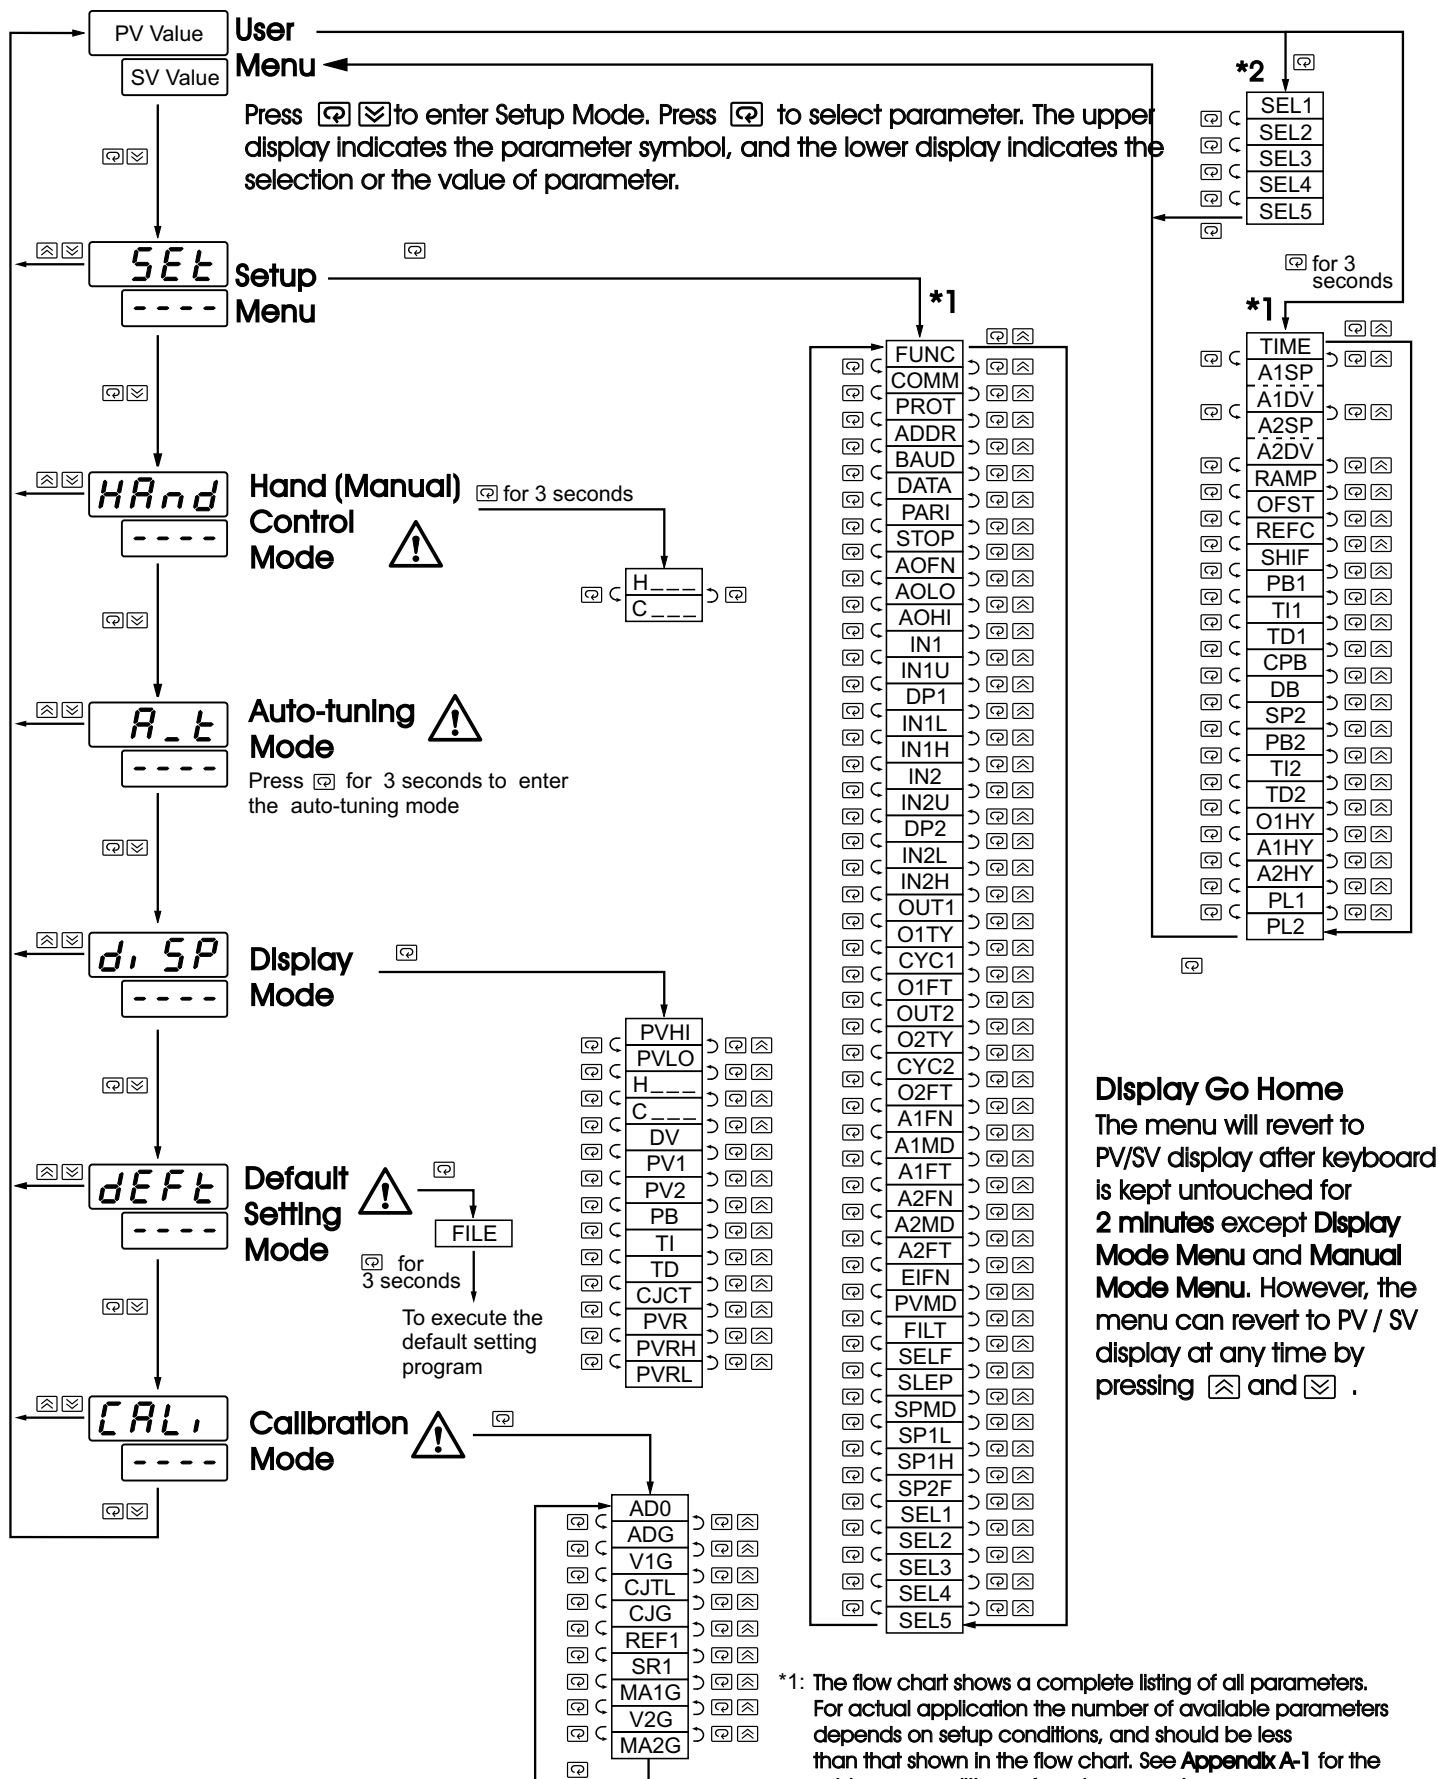 PV Value
SV Value
User
Menu
Press to enter Setup Mode. Press to select parameter. The upper
display indicates the parameter symbol, and the lower display indicates the
selection or the value of parameter.
*2
SEL1
SEL2
SEL3
SEL4
SEL5
for 3
seconds
SEt
- - - -
Setup
Menu
*1
FUNC
COMM
PROT
ADDR
BAUD
DATA
PARI
STOP
AOFN
AOLO
AOHI
IN1
IN1U
DP1
IN1L
IN1H
IN2
IN2U
DP2
IN2L
IN2H
OUT1
O1TY
CYC1
O1FT
OUT2
O2TY
CYC2
O2FT
A1FN
A1MD
A1FT
A2FN
A2MD
A2FT
EIFN
PVMD
FILT
SELF
SLEP
SPMD
SP1L
SP1H
SP2F
SEL1
SEL2
SEL3
SEL4
SEL5
*1
TIME
A1SP
A1DV
A2SP
A2DV
RAMP
OFST
REFC
SHIF
PB1
TI1
TD1
CPB
DB
SP2
PB2
TI2
TD2
O1HY
A1HY
A2HY
PL1
PL2
HAnd
- - - -
Hand (Manual)
Control
Mode
for 3 seconds
H_ _ _
C_ _ _
A_t
- - - -
Auto-tuning
Mode
Press for 3 seconds to enter
the auto-tuning mode
diSP
- - - -
Display
Mode
PVHI
PVLO
H_ _ _
C_ _ _
DV
PV1
PV2
PB
TI
TD
CJCT
PVR
PVRH
PVRL
dEFt
- - - -
Default
Setting
Mode
FILE
for
3 seconds
To execute the
default setting
program
CALi
- - - -
Calibration
Mode
AD0
ADG
V1G
CJTL
CJG
REF1
SR1
MA1G
V2G
MA2G
Display Go Home
The menu will revert to
PV/SV display after keyboard
is kept untouched for
2 minutes except Display
Mode Menu and Manual
Mode Menu. However, the
menu can revert to PV / SV
display at any time by
pressing and .
*1: The flow chart shows a complete listing of all parameters.
For actual application the number of available parameters
depends on setup conditions, and should be less
than that shown in the flow chart. See Appendix A-1 for the